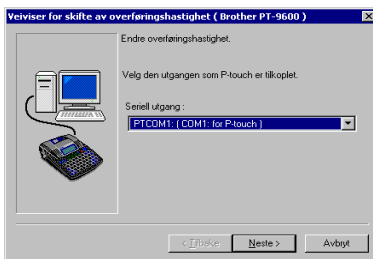 Veiviser for skifte av overføringshastighet ( Brother PT-9600 )
Endre overføringshastighet.
Velg den utgangen som P-touch er tilkoplet.
Seriell utgang :
PTCOM1: ( COM1: for P-touch )
< Tilbake
Neste >
Avbryt